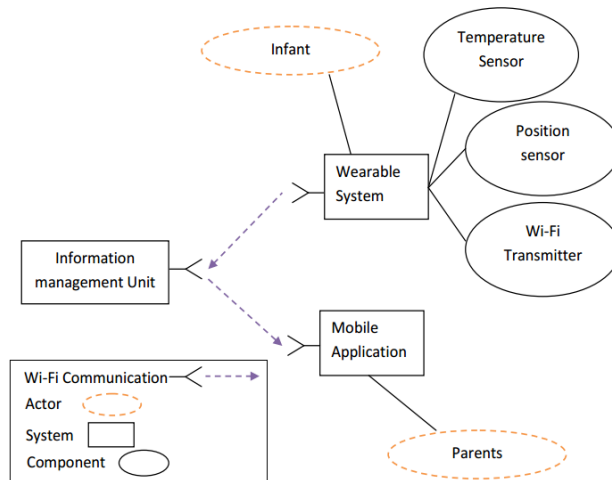 Infant
Temperature
Sensor
Position
sensor
Wearable
System
Wi-Fi
Transmitter
Information
management Unit
Mobile
Application
Wi-Fi Communication
Actor
System
Component
Parents